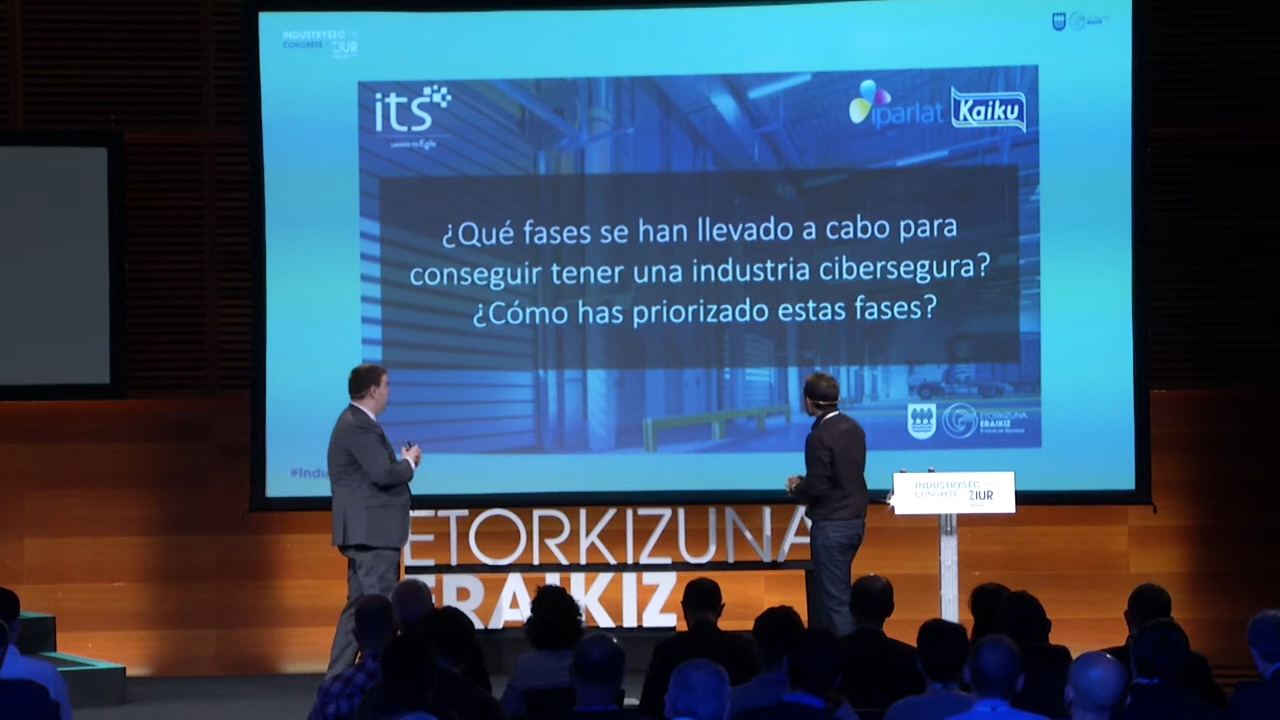 INDUSTRYSEC
CONGRESS
ZIUR
its
iparlat
Kaiku
¿Qué fases se han llevado a cabo para
conseguir tener una industria cibersegura?
¿Cómo has priorizado estas fases?
ETORKIZUNA
ERAIKIZ
#Indu
INDUSTRYSEC
CONGRESS
ZIUR
ETORKIZUNA
ERAIKIZ